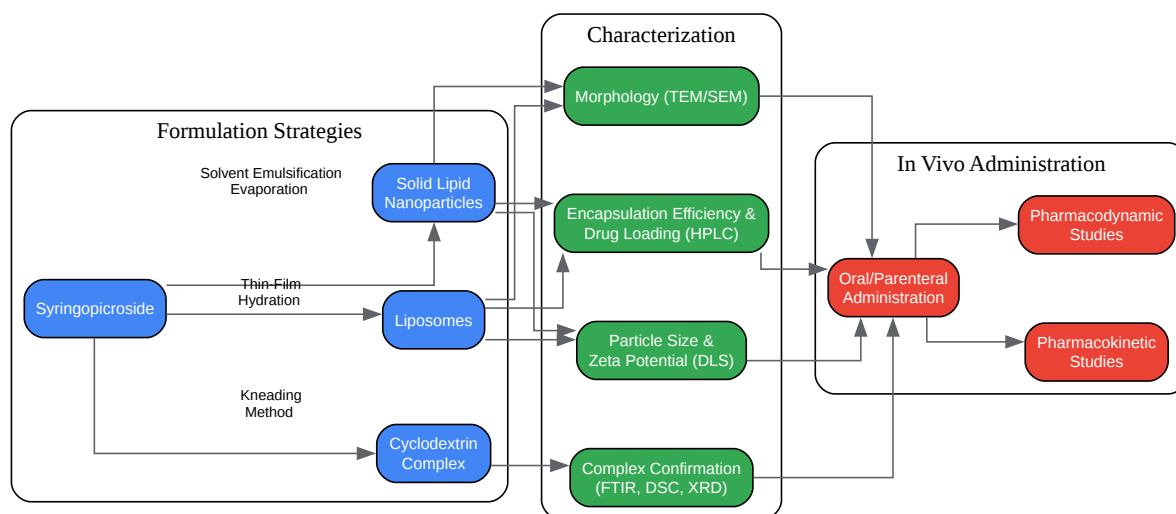 Formulation Strategies
Solvent Emulsification
Evaporation
Solid Lipid
Nanoparticles
Syringopicroside
Thin-Film
Hydration
Liposomes
Kneading
Method
Cyclodextrin
Complex
Characterization
Morphology (TEM/SEM)
Encapsulation Efficiency &
Drug Loading (HPLC)
Particle Size &
Zeta Potential (DLS)
Complex Confirmation
(FTIR, DSC, XRD)
In Vivo Administration
Oral/Parenteral
Administration
Pharmacodynamic
Studies
Pharmacokinetic
Studies